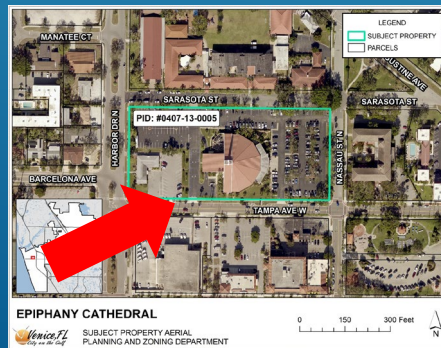 LEGEND
SUBJECT PROPERTY
PARCELS
MANATEE CT
HARBOR DR N
SARASOTA ST
USTINE AVE
SARASOTA ST
PID: #0407-13-0005
NASSAU ST N
BARCELONA AVE
TAMPA AVE W
EPIPHANY CATHEDRAL
0 150 300 Feet
N
Venice, FL
City on the Gulf
SUBJECT PROPERTY AERIAL
PLANNING AND ZONING DEPARTMENT